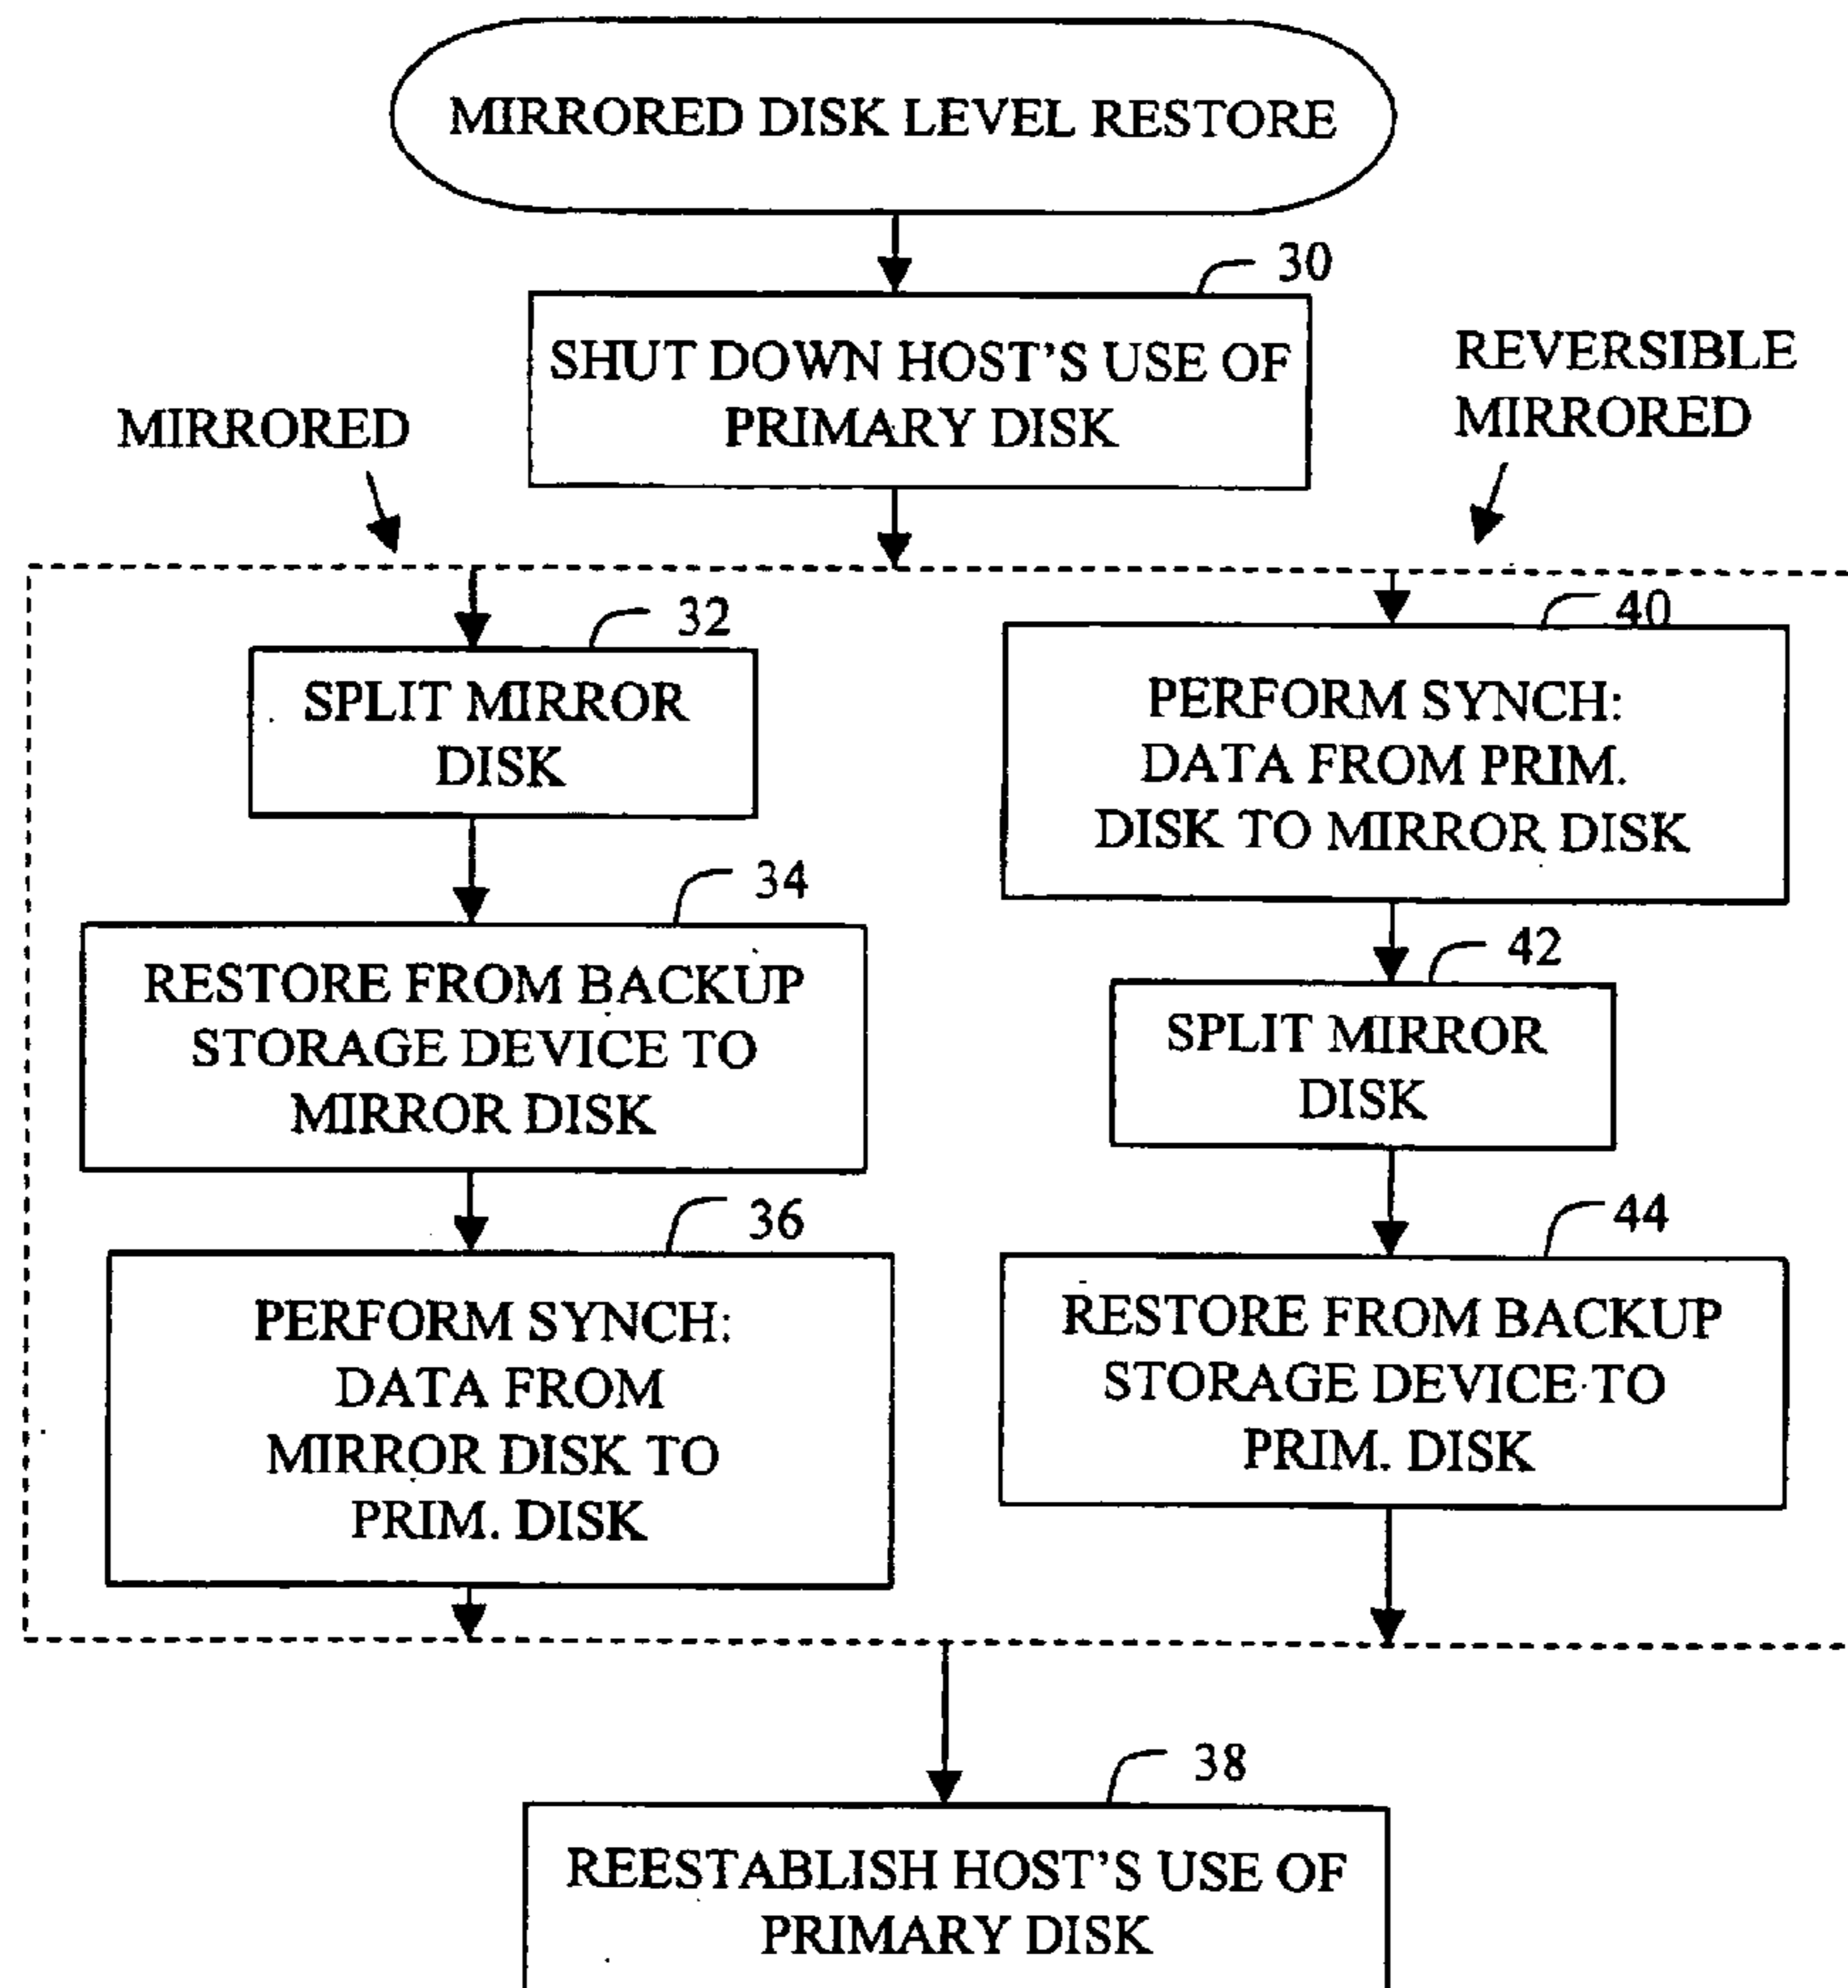 MIRRORED DISK LEVEL RESTORE
30
SHUT DOWN HOST'S USE OF
PRIMARY DISK
MIRRORED
REVERSIBLE
MIRRORED
32
SPLIT MIRROR
DISK
34
RESTORE FROM BACKUP
STORAGE DEVICE TO
MIRROR DISK
36
PERFORM SYNCH:
DATA FROM
MIRROR DISK TO
PRIM. DISK
40
PERFORM SYNCH:
DATA FROM PRIM.
DISK TO MIRROR DISK
42
SPLIT MIRROR
DISK
44
RESTORE FROM BACKUP
STORAGE DEVICE TO
PRIM. DISK
38
REESTABLISH HOST'S USE OF
PRIMARY DISK